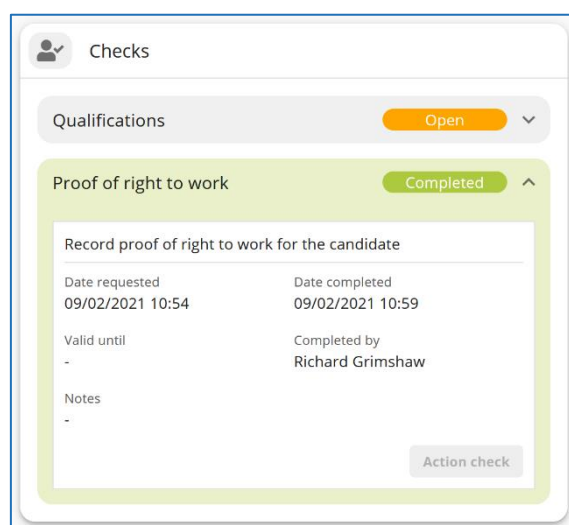 Checks
Qualifications Open
Proof of right to work Completed
Record proof of right to work for the candidate
Date requested Date completed
09/02/2021 10:54 09/02/2021 10:59
Valid until Completed by
- Richard Grimshaw
Notes
-
Action check